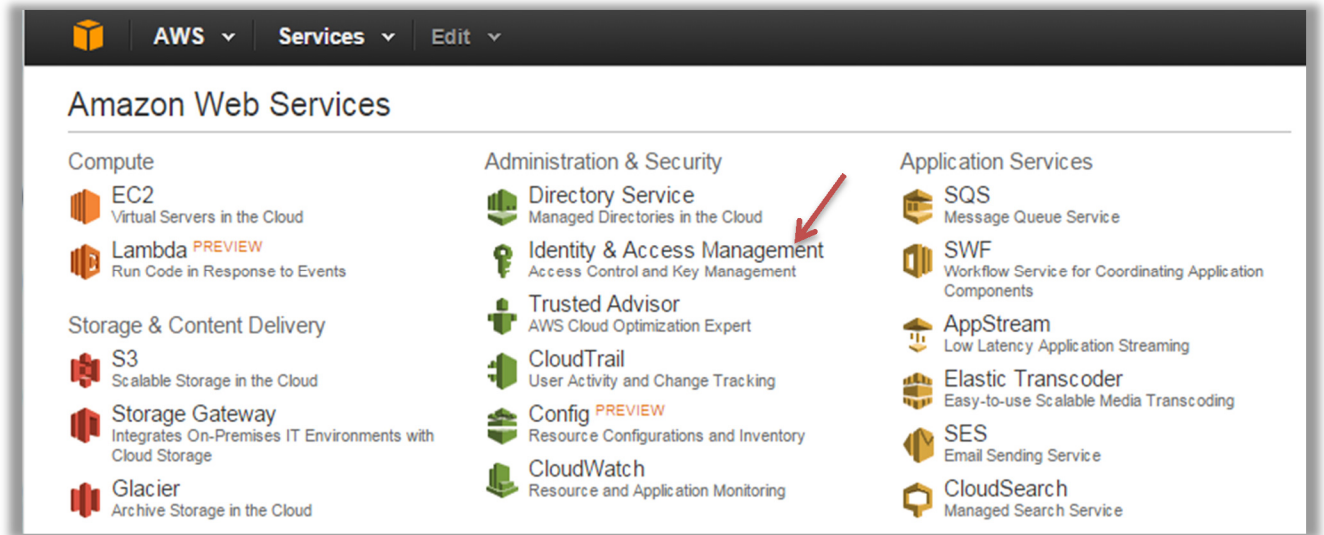 AWS Services Edit
Amazon Web Services
Compute
EC2
Virtual Servers in the Cloud
Lambda PREVIEW
Run Code in Response to Events
Storage & Content Delivery
S3
Scalable Storage in the Cloud
Storage Gateway
Integrates On-Premises IT Environments with
Cloud Storage
Glacier
Archive Storage in the Cloud
Administration & Security
Directory Service
Managed Directories in the Cloud
Identity & Access Management
Access Control and Key Management
Trusted Advisor
AWS Cloud Optimization Expert
CloudTrail
User Activity and Change Tracking
Config PREVIEW
Resource Configurations and Inventory
CloudWatch
Resource and Application Monitoring
Application Services
SQS
Message Queue Service
SWF
Workflow Service for Coordinating Application
Components
AppStream
Low Latency Application Streaming
Elastic Transcoder
Easy-to-use Scalable Media Transcoding
SES
Email Sending Service
CloudSearch
Managed Search Service